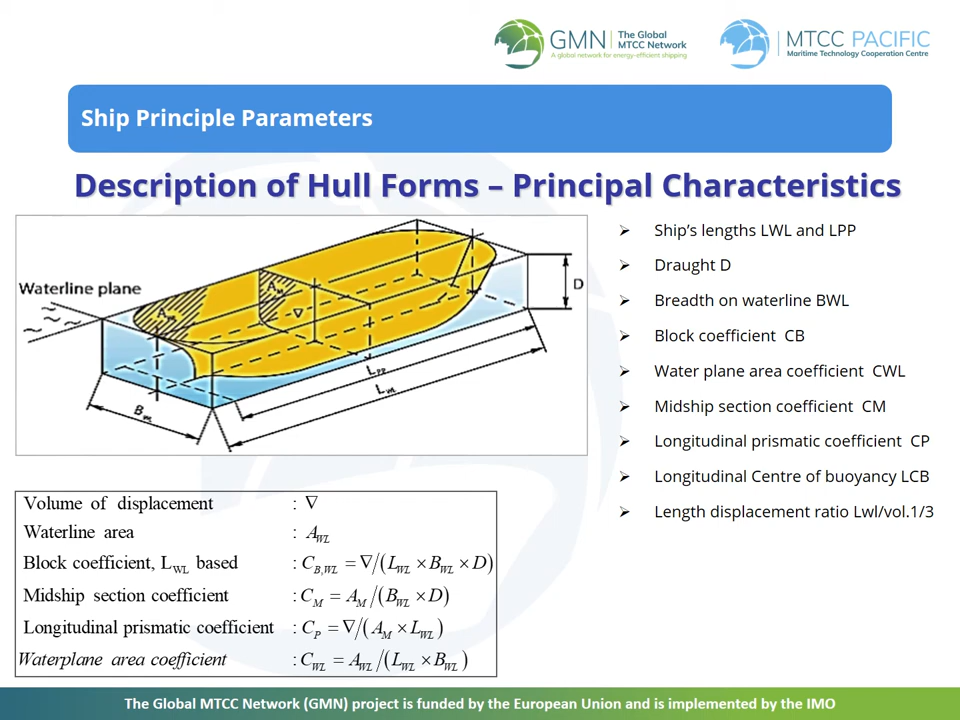 GMN The Global MTCC Network
A global network for energy-efficient shipping
MTCC PACIFIC
Maritime Technology Cooperation Centre
Ship Principle Parameters
Description of Hull Forms – Principal Characteristics
Waterline plane
D
∇
L_PP
➢ Ship's lengths LWL and LPP
➢ Draught D
➢ Breadth on waterline BWL
➢ Block coefficient CB
➢ Water plane area coefficient CWL
➢ Midship section coefficient CM
➢ Longitudinal prismatic coefficient CP
➢ Longitudinal Centre of buoyancy LCB
➢ Length displacement ratio Lwl/vol.1/3
Volume of displacement : ∇
Waterline area : A_WL
Block coefficient, L_WL based : C_B,WL = ∇/(L_WL × B_WL × D)
Midship section coefficient : C_M = A_M/(B_WL × D)
Longitudinal prismatic coefficient : C_P = ∇/(A_M × L_WL)
Waterplane area coefficient : C_WL = A_WL/(L_WL × B_WL)
The Global MTCC Network (GMN) project is funded by the European Union and is implemented by the IMO